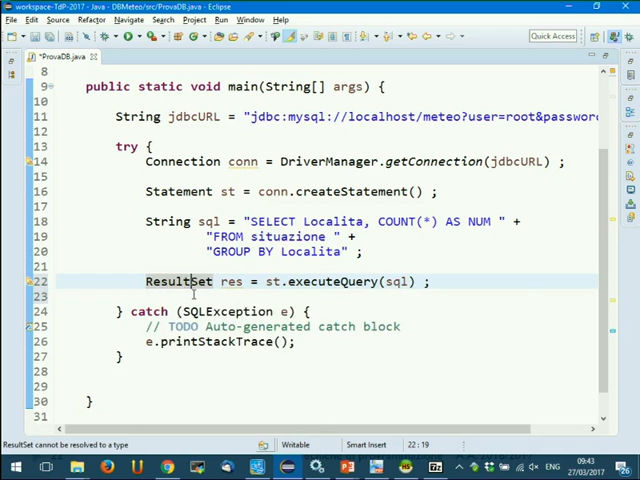 workspace-TdP-2017 - Java - DBMeteo/src/ProvaDB.java - Eclipse
File Edit Source Refactor Navigate Search Project Run Window Help
Quick Access
*ProvaDB.java
8
9 public static void main(String[] args) {
10
11 String jdbcURL = "jdbc:mysql://localhost/meteo?user=root&password
12
13 try {
14 Connection conn = DriverManager.getConnection(jdbcURL) ;
15
16 Statement st = conn.createStatement() ;
17
18 String sql = "SELECT Localita, COUNT(*) AS NUM " +
19 "FROM situazione " +
20 "GROUP BY Localita" ;
21
22 ResultSet res = st.executeQuery(sql) ;
23
24 } catch (SQLException e) {
25 // TODO Auto-generated catch block
26 e.printStackTrace();
27 }
28
29
30 }
31
ResultSet cannot be resolved to a type
Writable
Smart Insert
22 : 19
09:43
27/03/2017